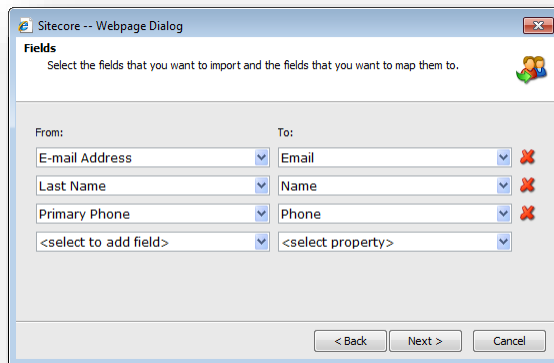 Sitecore -- Webpage Dialog
Fields
Select the fields that you want to import and the fields that you want to map them to.
From: To:
E-mail Address Email
Last Name Name
Primary Phone Phone
<select to add field> <select property>
< Back Next > Cancel